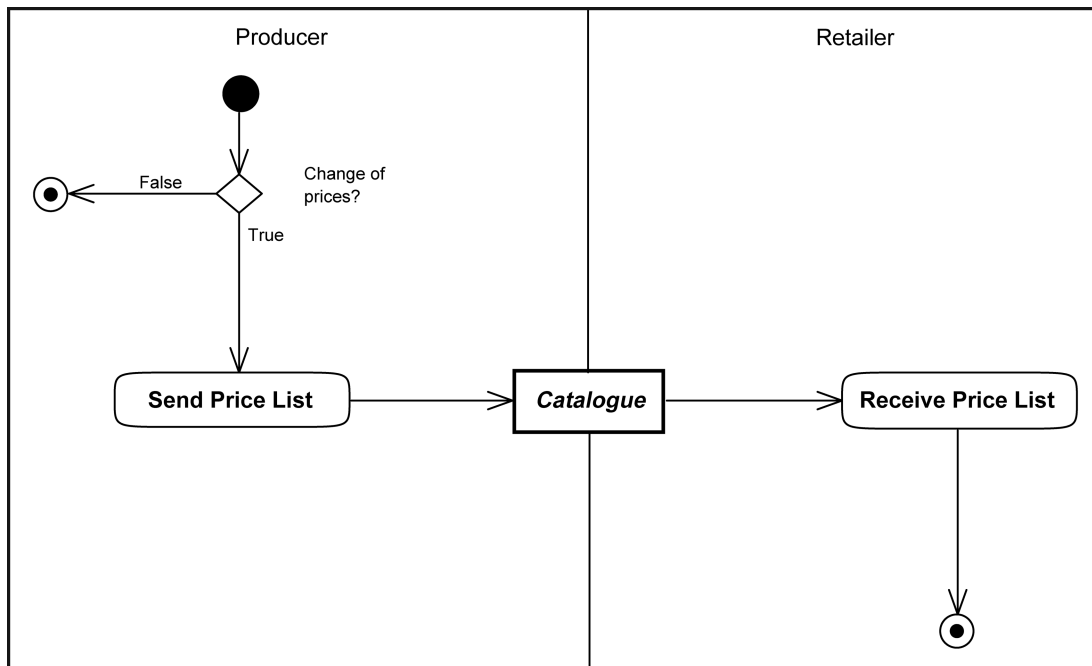 Producer
Retailer
Change of
prices?
False
True
Send Price List
Catalogue
Receive Price List